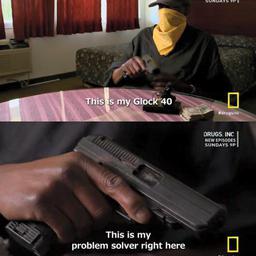 SUNDAYS 9P
This is my Glock 40
#drugsinc
DRUGS, INC
NEW EPISODES
SUNDAYS 9P
This is my
problem solver right here